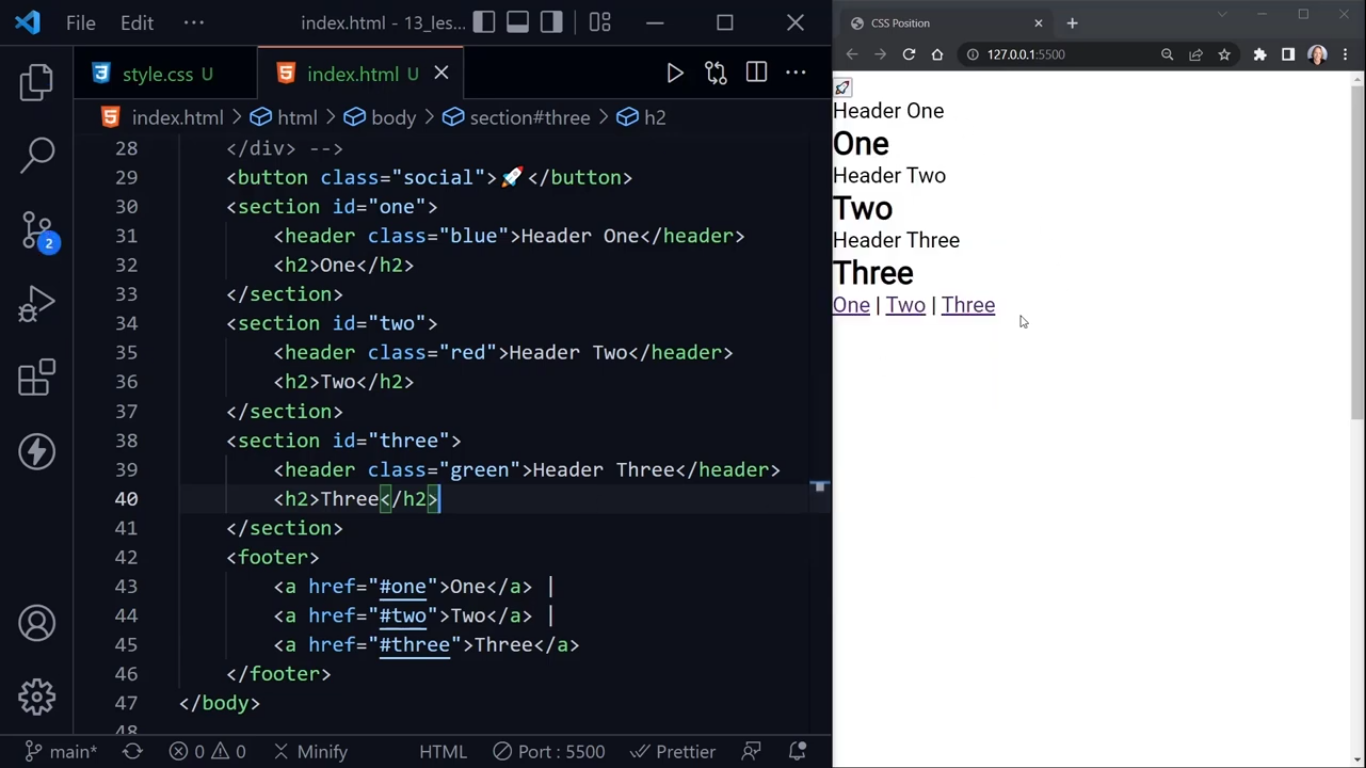 File Edit ··· index.html - 13_les...
style.css U index.html U
index.html > html > body > section#three > h2
28 </div> -->
29 <button class="social">🚀</button>
30 <section id="one">
31 <header class="blue">Header One</header>
32 <h2>One</h2>
33 </section>
34 <section id="two">
35 <header class="red">Header Two</header>
36 <h2>Two</h2>
37 </section>
38 <section id="three">
39 <header class="green">Header Three</header>
40 <h2>Three</h2>
41 </section>
42 <footer>
43 <a href="#one">One</a> |
44 <a href="#two">Two</a> |
45 <a href="#three">Three</a>
46 </footer>
47 </body>
48
2
main* 0 0 Minify HTML Port : 5500 Prettier
CSS Position
127.0.0.1:5500
Header One
One
Header Two
Two
Header Three
Three
One | Two | Three